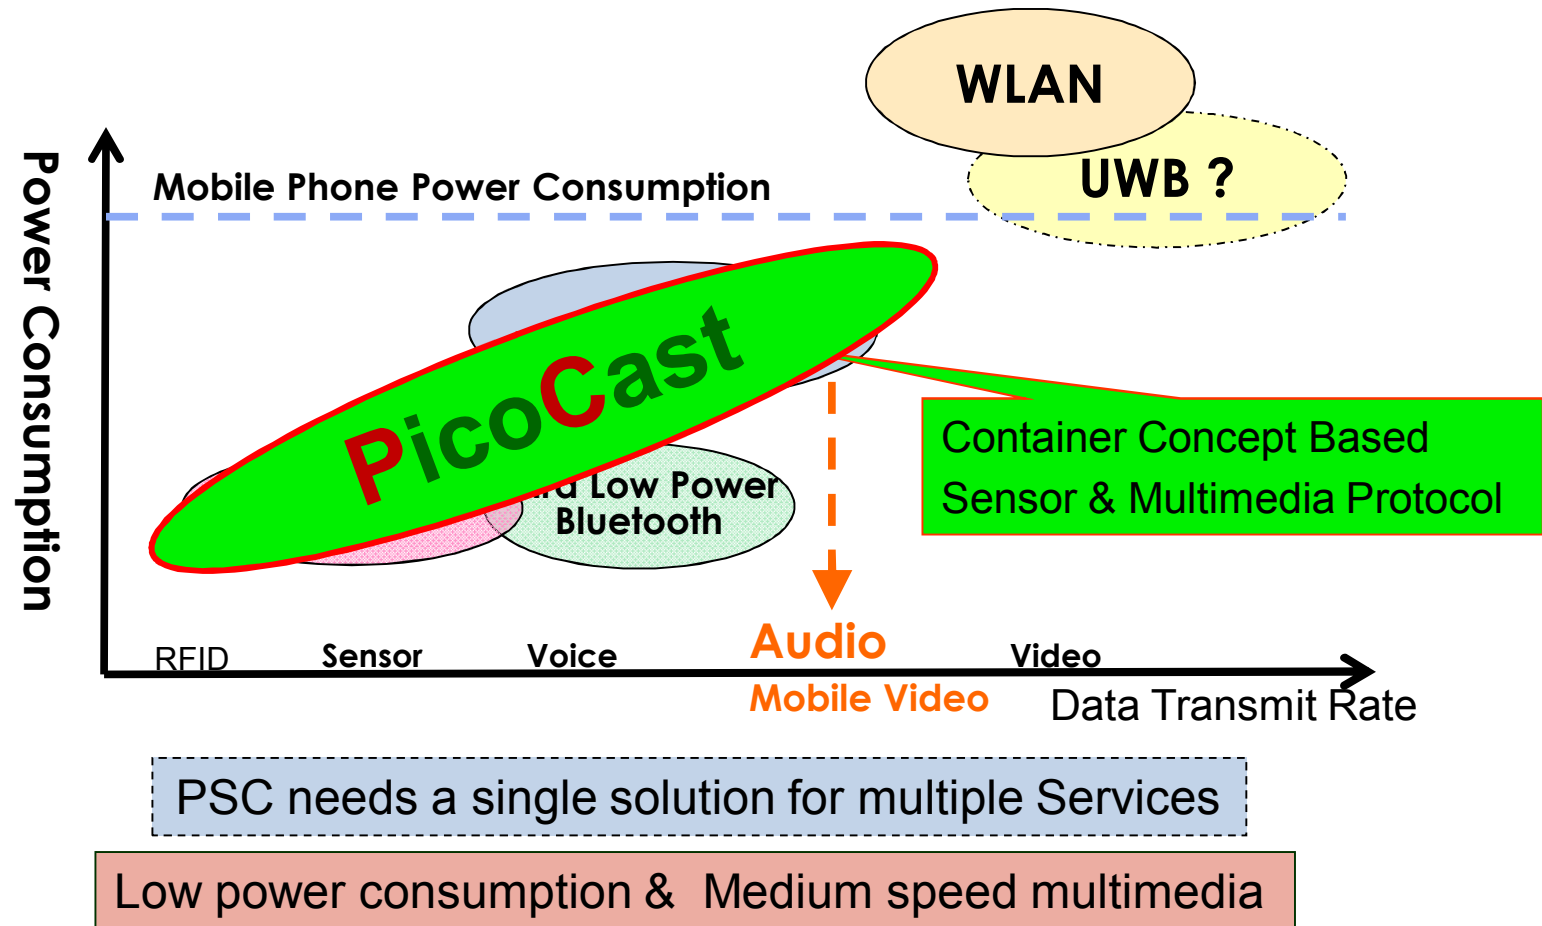 WLAN
UWB ?
Power Consumption
Mobile Phone Power Consumption
PicoCast
Low Power
Bluetooth
Container Concept Based
Sensor & Multimedia Protocol
RFID
Sensor
Voice
Audio
Video
Mobile Video
Data Transmit Rate
PSC needs a single solution for multiple Services
Low power consumption & Medium speed multimedia